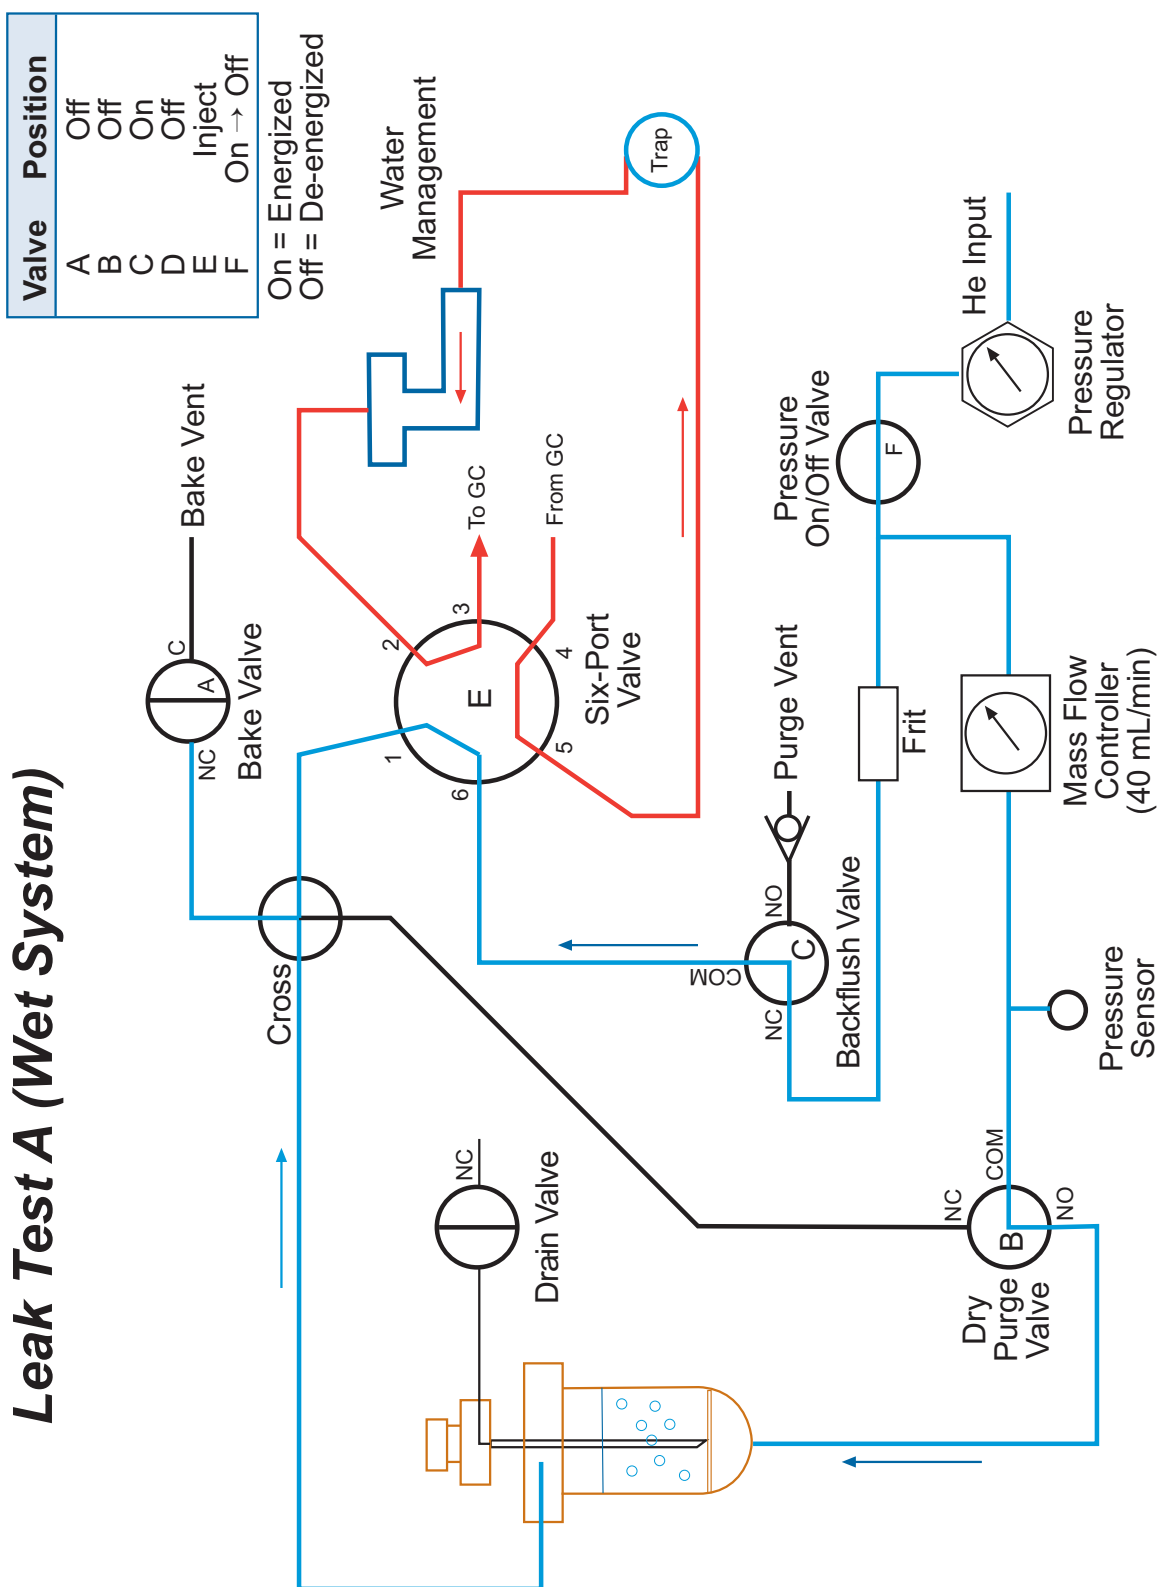 Leak Test A (Wet System)
Valve Position
A Off
B Off
C On
D Off
E Inject
F On → Off
On = Energized
Off = De-energized
Bake Vent
C
A
NC
Bake Valve
Water
Management
Trap
Cross
1
2
3
4
5
6
E
To GC
From GC
Six-Port
Valve
NC
Drain Valve
Purge Vent
NO
C
COM
NC
Backflush Valve
Pressure
On/Off Valve
F
He Input
Pressure
Regulator
Frit
Mass Flow
Controller
(40 mL/min)
Pressure
Sensor
NC
COM
NO
B
Dry
Purge
Valve